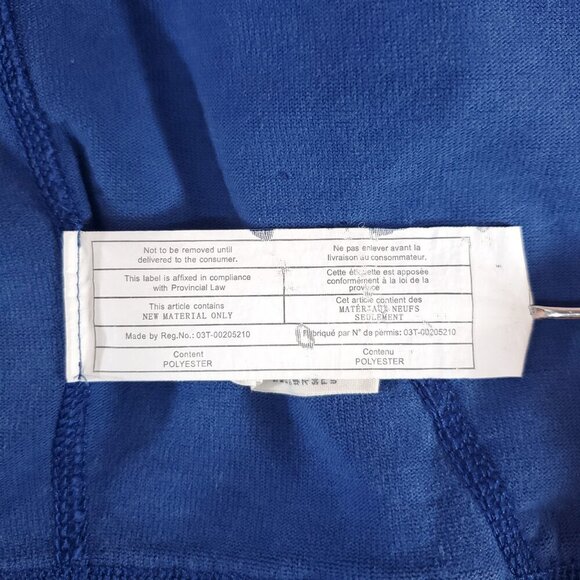 Not to be removed until
delivered to the consumer.
Ne pas enlever avant la
livraison au consommateur.
This label is affixed in compliance
with Provincial Law
Cette étiquette est apposée
conformément à la loi de la
province
This article contains
NEW MATERIAL ONLY
Cet article contient des
MATÉRIAUX NEUFS
SEULEMENT
Made by Reg.No.: 03T-00205210
Fabriqué par N° de permis: 03T-00205210
Content
POLYESTER
Contenu
POLYESTER